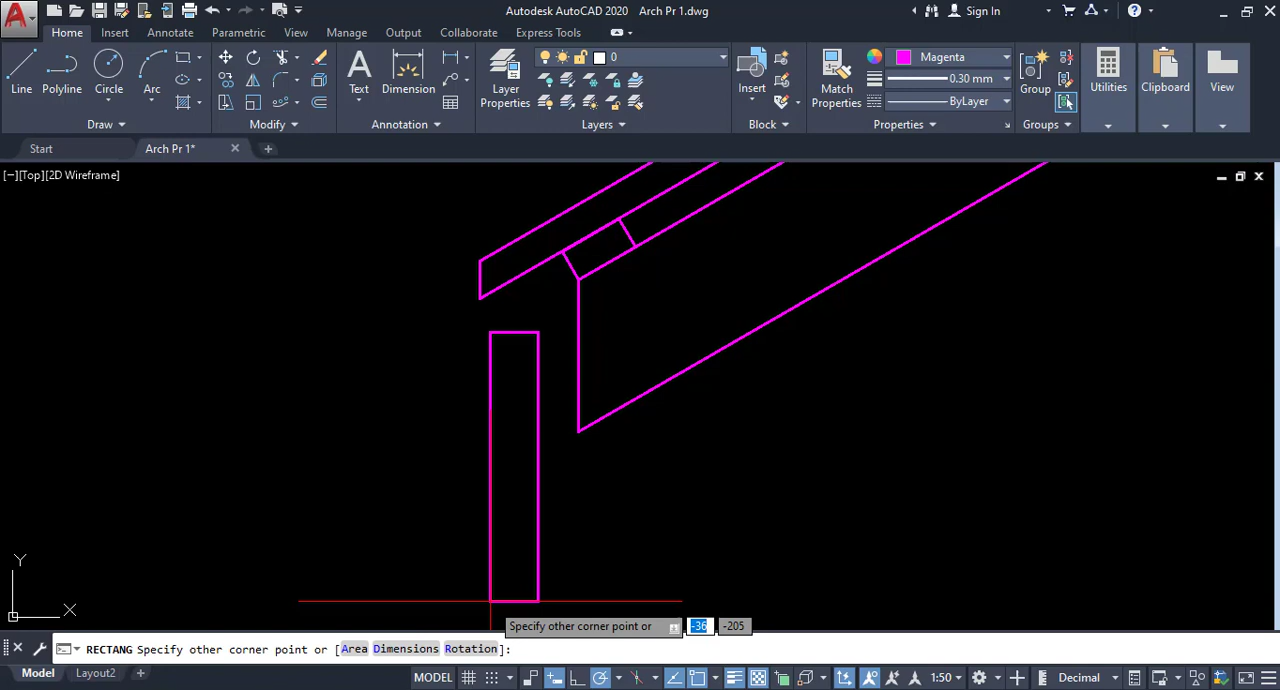 Autodesk AutoCAD 2020 Arch Pr 1.dwg
Sign In
Home Insert Annotate Parametric View Manage Output Collaborate Express Tools
0
Magenta
0.30 mm
ByLayer
Line Polyline Circle Arc
Text Dimension
Layer Properties
Insert
Match Properties
Group
Utilities Clipboard View
Draw Modify Annotation Layers Block Properties Groups
Start Arch Pr 1*
[−][Top][2D Wireframe]
Y
X
Specify other corner point or -36 -205
RECTANG Specify other corner point or [Area Dimensions Rotation]:
Model Layout2 MODEL 1:50 Decimal